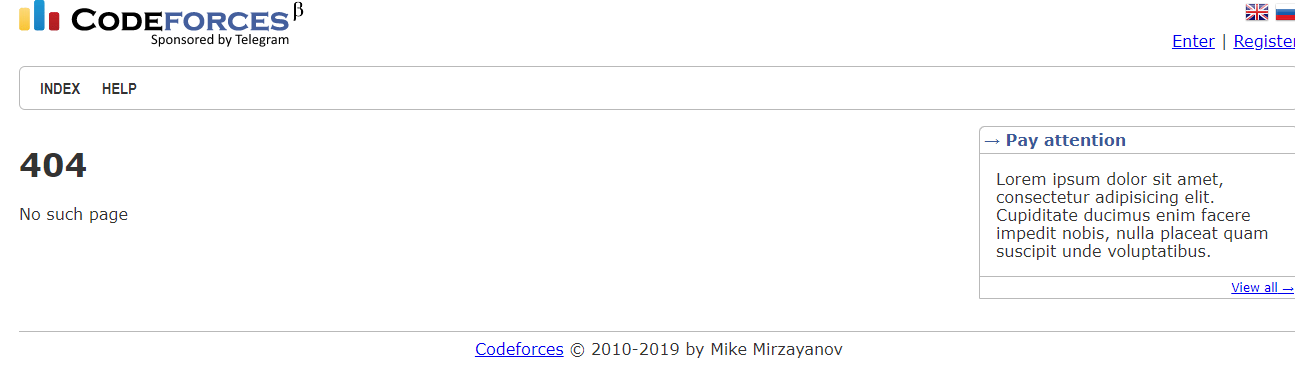 CODEFORCES β
Sponsored by Telegram
Enter | Register
INDEX HELP
404
No such page
→ Pay attention
Lorem ipsum dolor sit amet,
consectetur adipisicing elit.
Cupiditate ducimus enim facere
impedit nobis, nulla placeat quam
suscipit unde voluptatibus.
View all →
Codeforces © 2010-2019 by Mike Mirzayanov